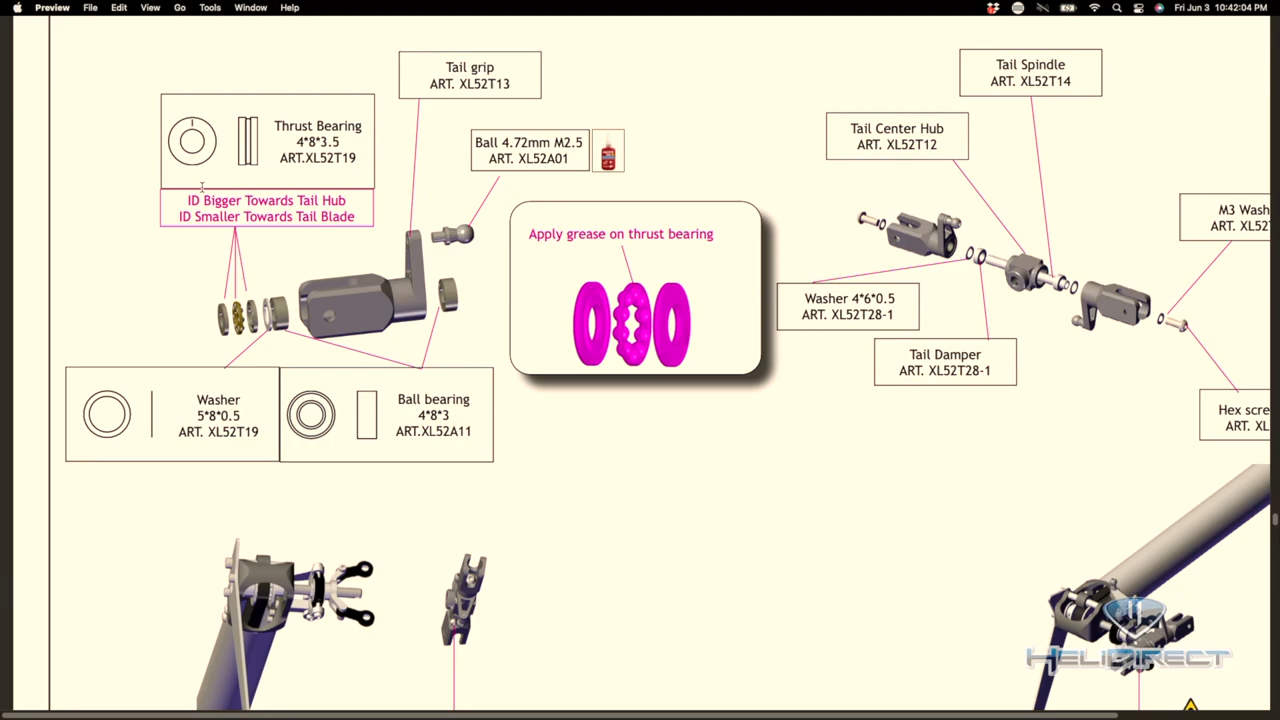 Preview File Edit View Go Tools Window Help
Fri Jun 3 10:42:04 PM
Tail grip
ART. XL52T13
Tail Spindle
ART. XL52T14
Thrust Bearing
4*8*3.5
ART.XL52T19
Ball 4.72mm M2.5
ART. XL52A01
Tail Center Hub
ART. XL52T12
ID Bigger Towards Tail Hub
ID Smaller Towards Tail Blade
M3 Wash
ART. XL52
Apply grease on thrust bearing
Washer 4*6*0.5
ART. XL52T28-1
Tail Damper
ART. XL52T28-1
Washer
5*8*0.5
ART. XL52T19
Ball bearing
4*8*3
ART.XL52A11
Hex scre
ART. XL
HELIDIRECT